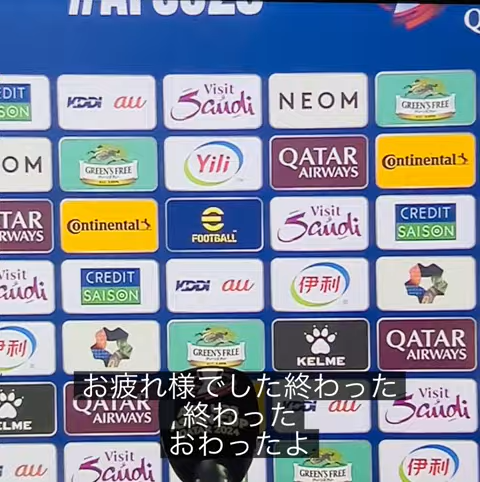 #AFC3323
Q
EDIT SAISON KDDI au Visit Saudi NEOM GREEN'S FREE
OM GREEN'S FREE Yili QATAR AIRWAYS Continental
TAR WAYS Continental FOOTBALL Visit Saudi CREDIT SAISON
Visit Saudi CREDIT SAISON KDDI au 伊利
伊利 GREEN'S FREE KELME QATAR AIRWAYS
KELME QATAR AIRWAYS KDDI au Visit Saudi
au Visit Saudi GREEN'S FREE 伊利
お疲れ様でした終わった
終わった
おわったよ